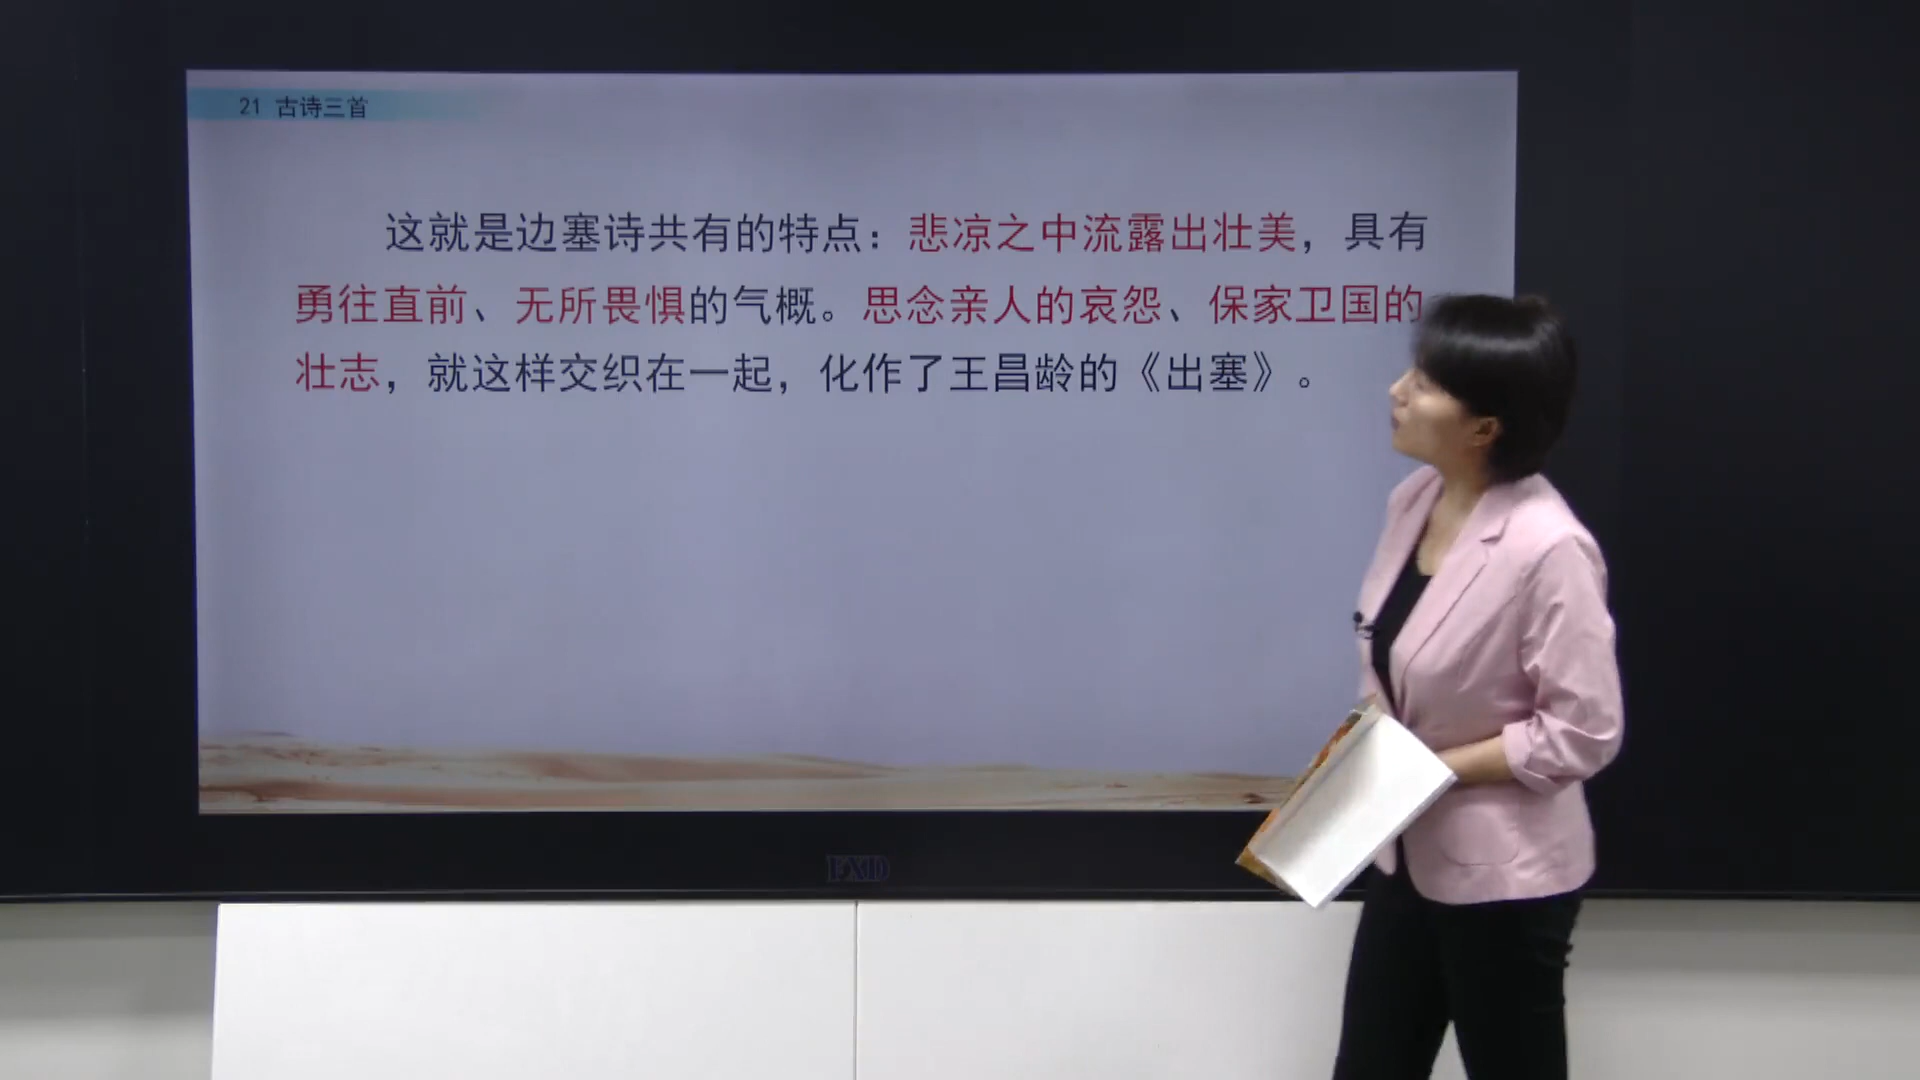 21 古诗三首
这就是边塞诗共有的特点：悲凉之中流露出壮美，具有
勇往直前、无所畏惧的气概。思念亲人的哀怨、保家卫国的
壮志，就这样交织在一起，化作了王昌龄的《出塞》。
FXD